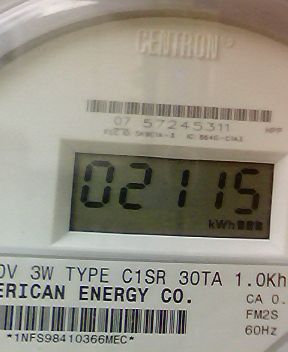 CENTRON®
07 57245311
HPP
02115
kWh
0V 3W TYPE C1SR 30TA 1.0Kh
ERICAN ENERGY CO.
CA 0.
FM2S
60Hz
*1NFS98410366MEC*